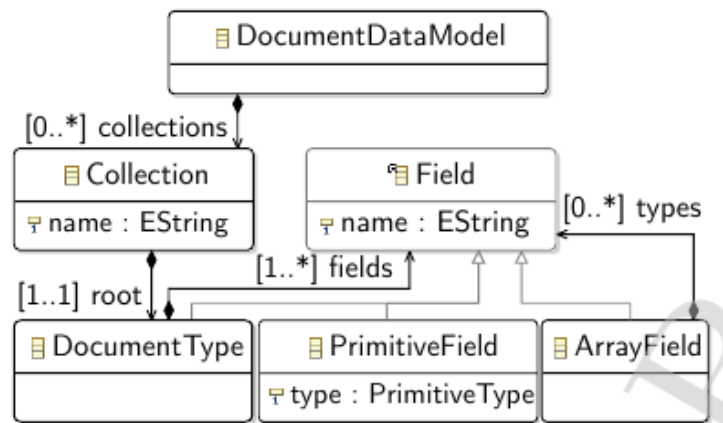 DocumentDataModel
[0..*] collections
Collection
name : EString
Field
name : EString
[0..*] types
[1..*] fields
[1..1] root
DocumentType
PrimitiveField
type : PrimitiveType
ArrayField